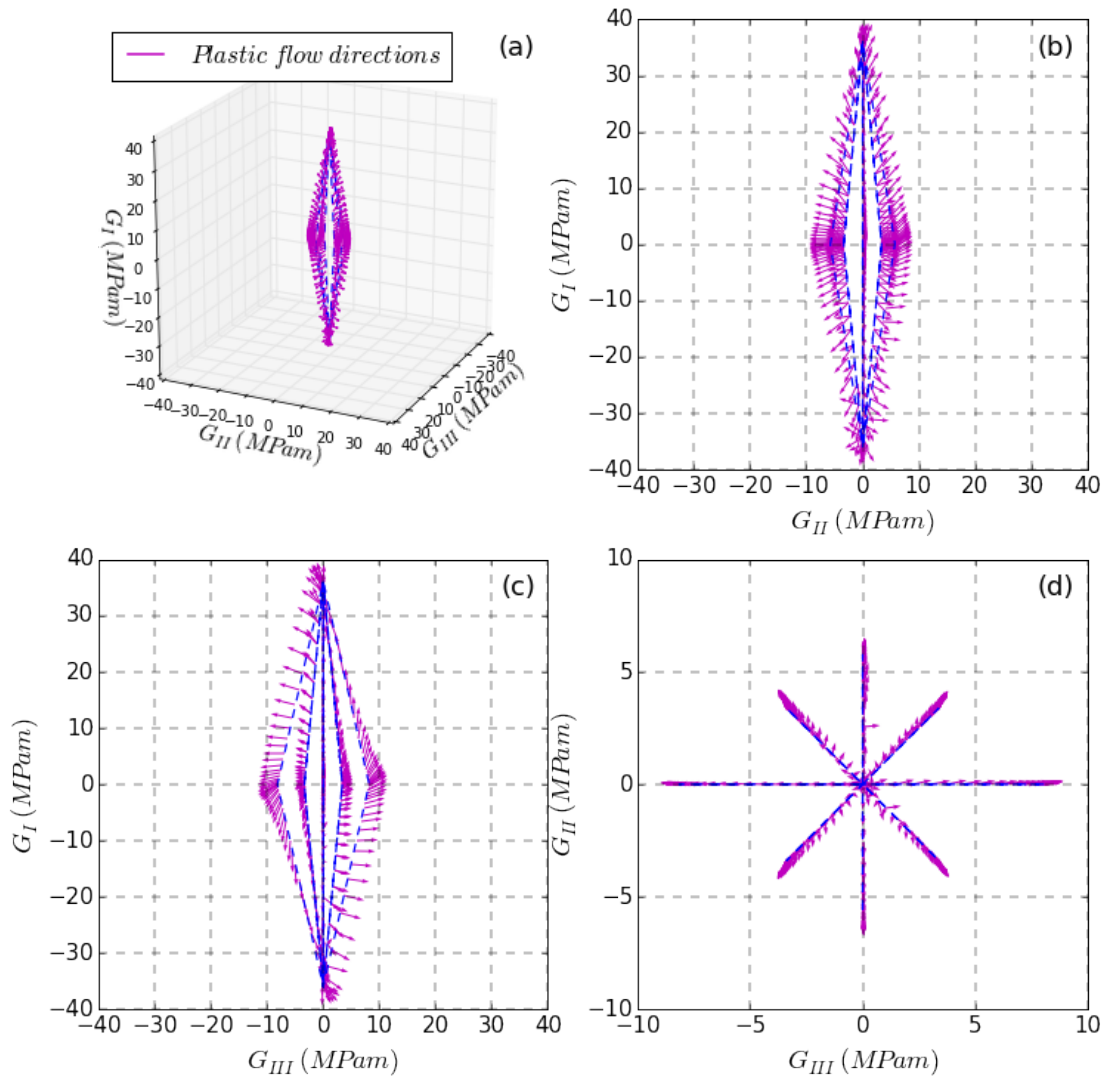 Plastic flow directions
(a)
40
30
20
10
0
−10
−20
−30
−40
G_I (MPam)
−40 −30 −20 −10 0 10 20 30 40
G_II (MPam)
−40 −30 −20 −10 0 10 20 30 40
G_III (MPam)
(b)
40
30
20
10
0
−10
−20
−30
−40
G_I (MPam)
−40 −30 −20 −10 0 10 20 30 40
G_II (MPam)
(c)
40
30
20
10
0
−10
−20
−30
−40
G_I (MPam)
−40 −30 −20 −10 0 10 20 30 40
G_III (MPam)
(d)
10
5
0
−5
−10
G_II (MPam)
−10 −5 0 5 10
G_III (MPam)